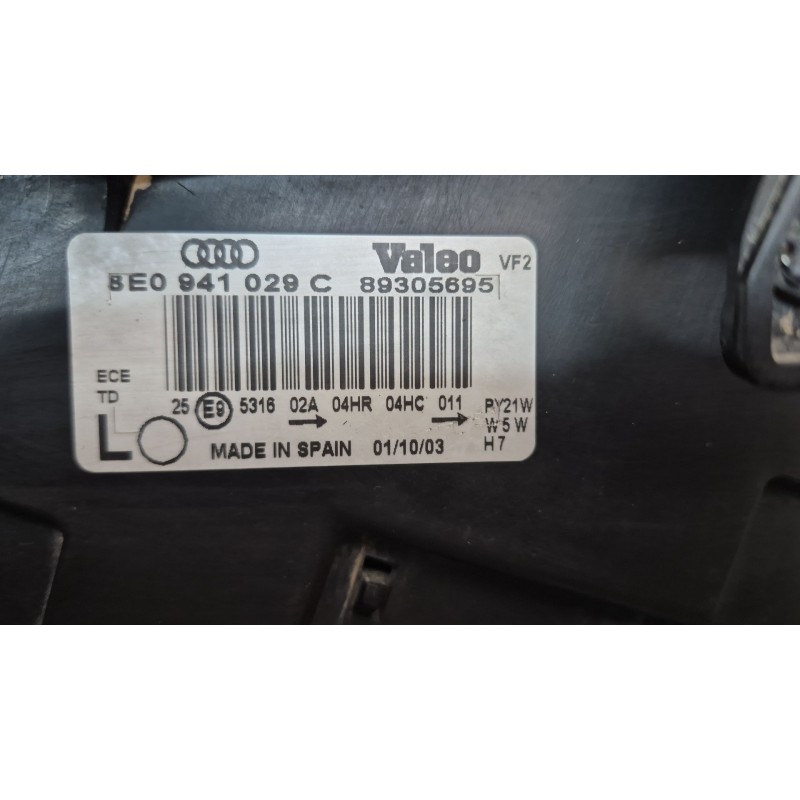 Valeo VF2
8E0 941 029 C 89305695
ECE
TD
25 E9 5316 02A 04HR 04HC 011 PY21W
W5W
L MADE IN SPAIN 01/10/03 H7